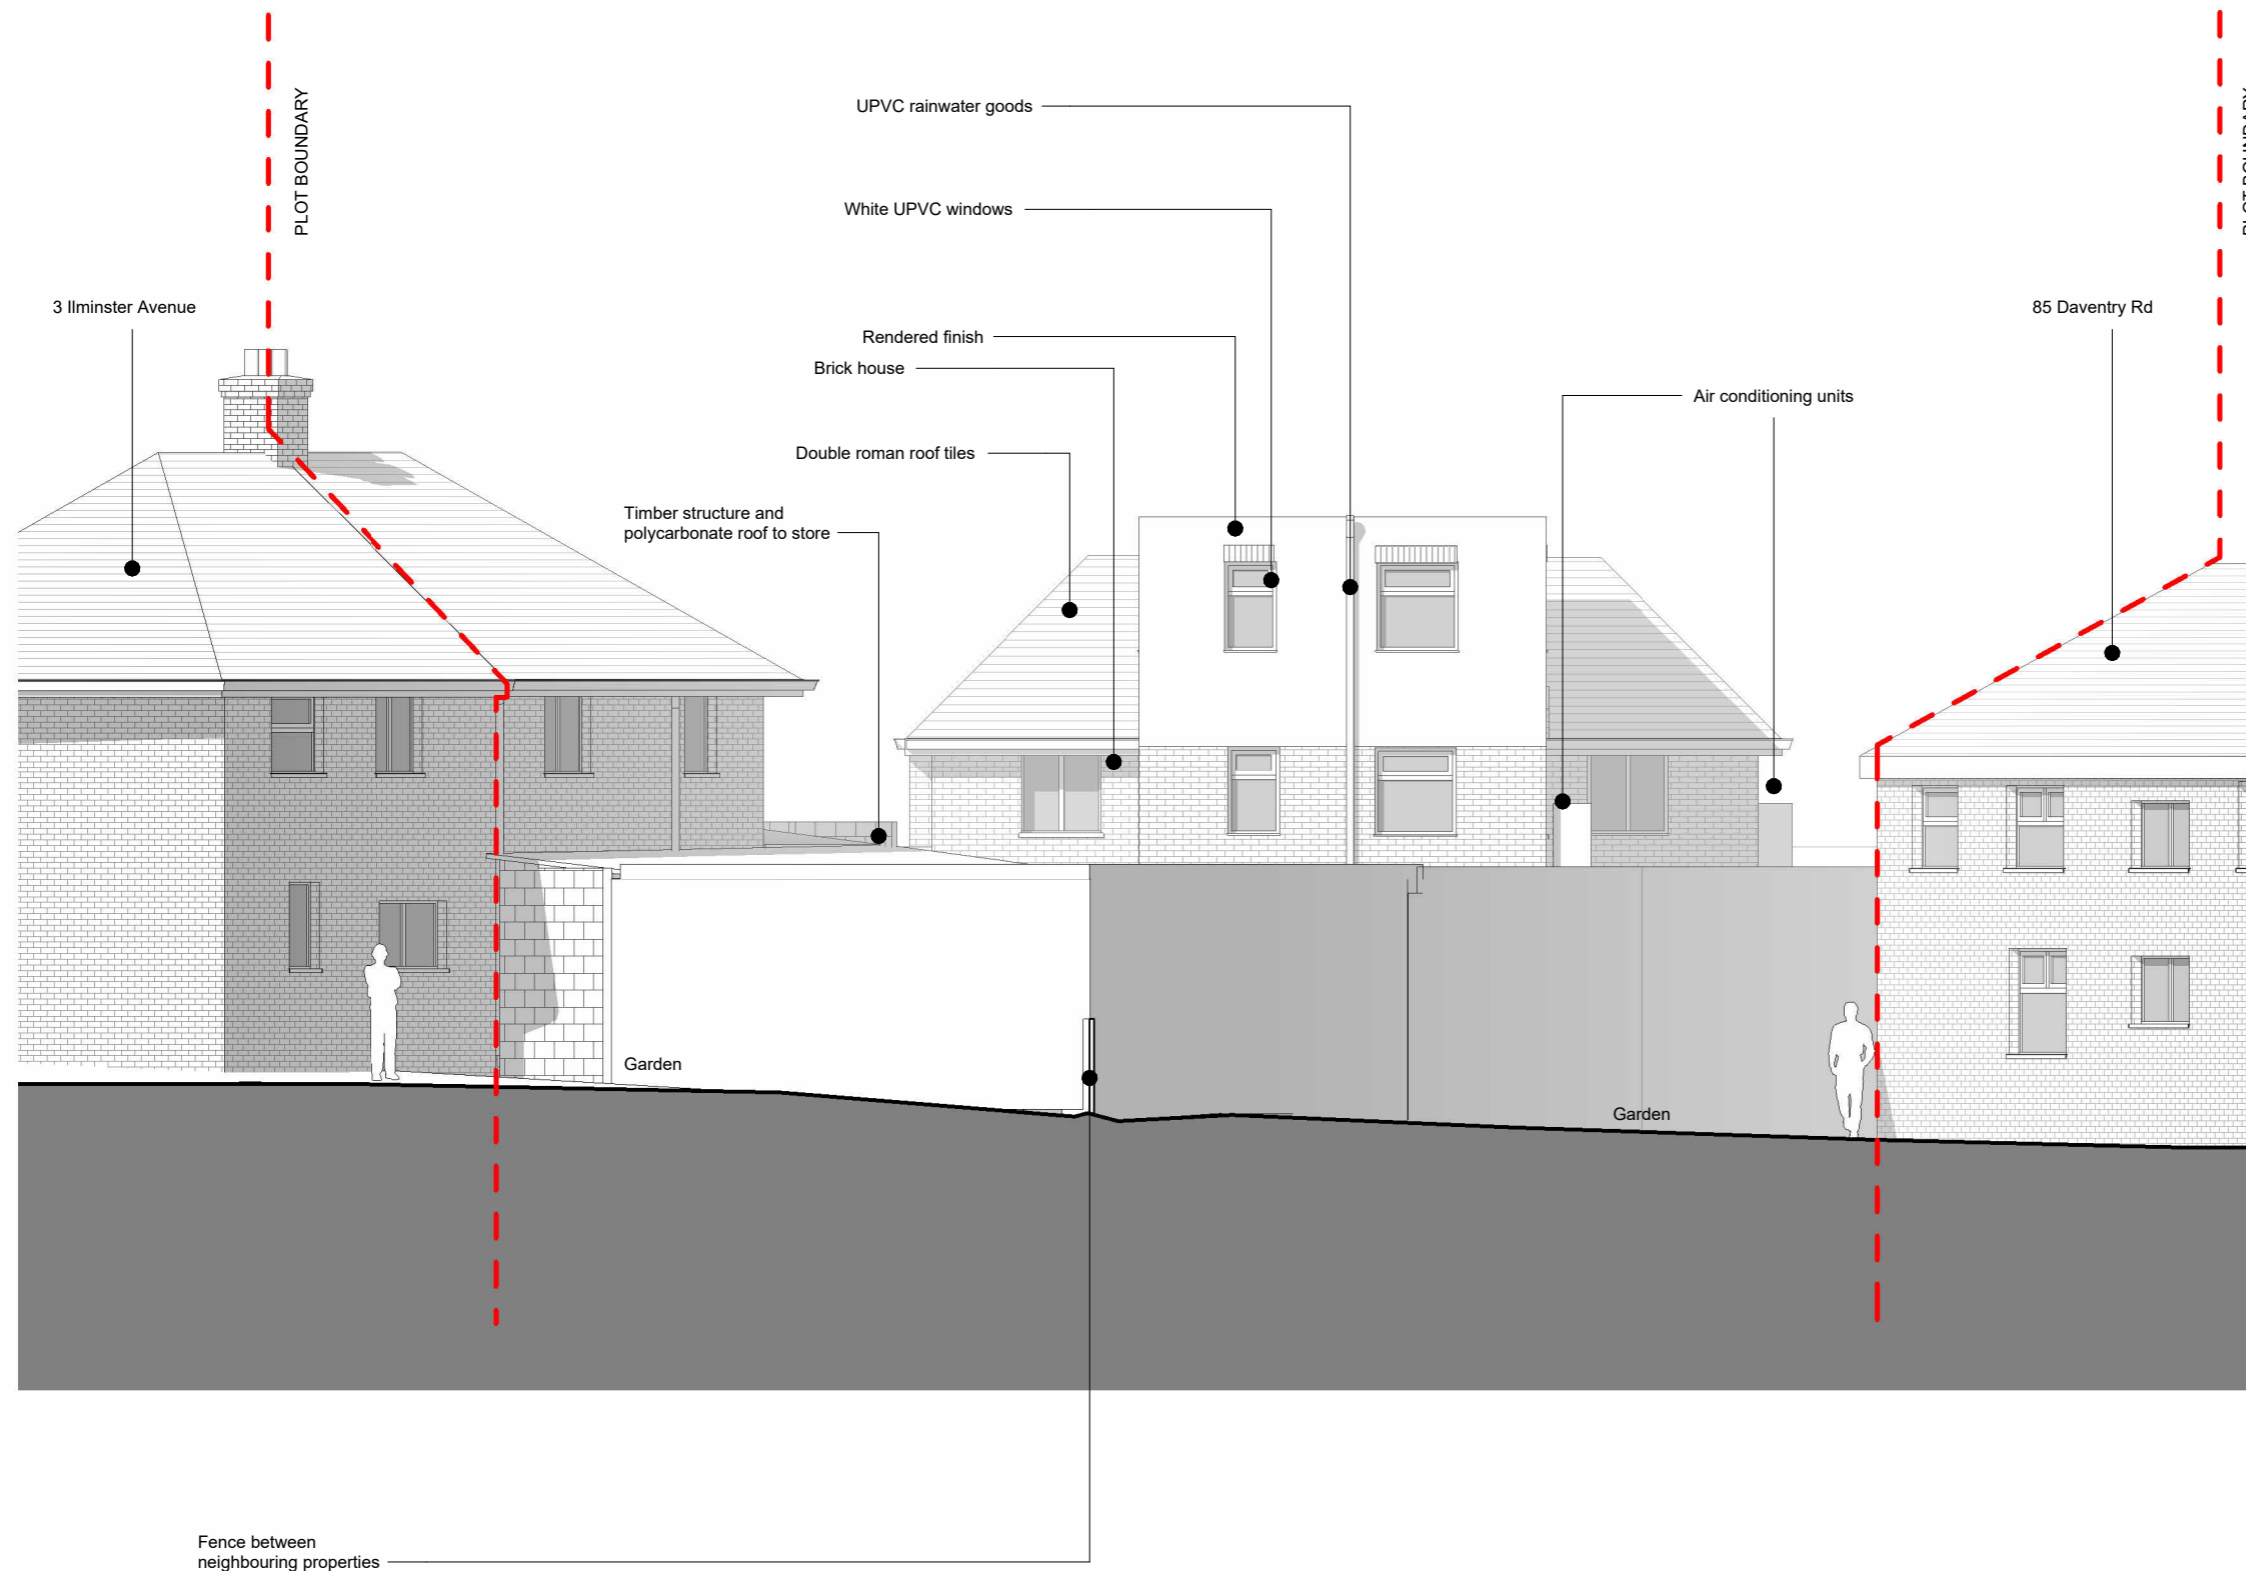 PLOT BOUNDARY
PLOT BOUNDARY
UPVC rainwater goods
White UPVC windows
3 Ilminster Avenue
85 Daventry Rd
Rendered finish
Brick house
Air conditioning units
Double roman roof tiles
Timber structure and
polycarbonate roof to store
Garden
Garden
Fence between
neighbouring properties